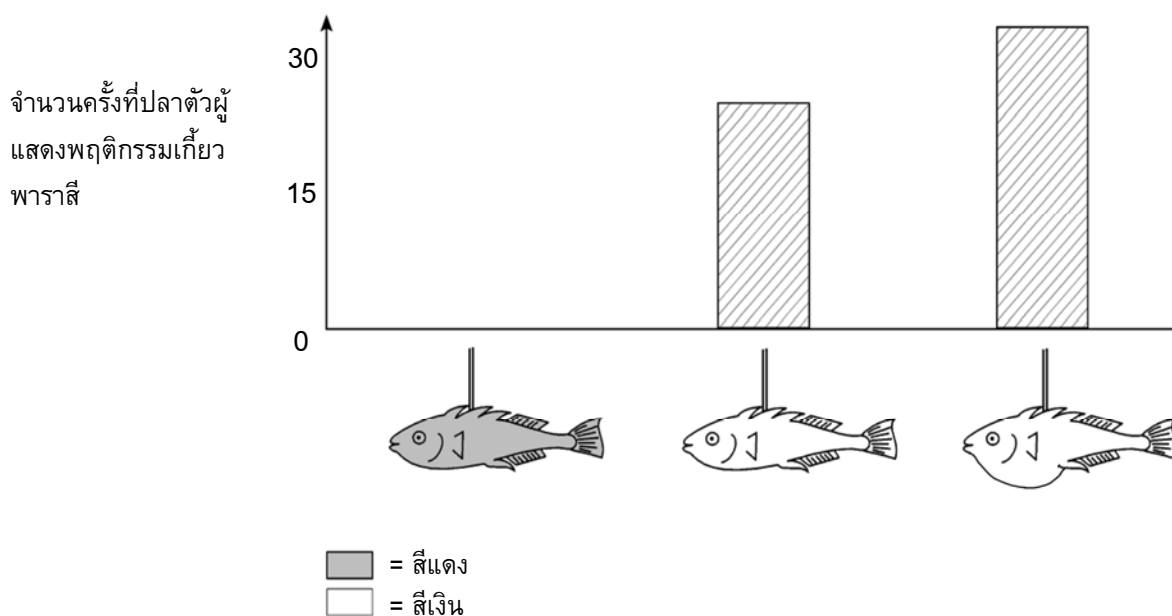 30
จำนวนครั้งที่ปลาตัวผู้
แสดงพฤติกรรมเกี้ยว
พาราสี
15
0
= สีแดง
= สีเงิน